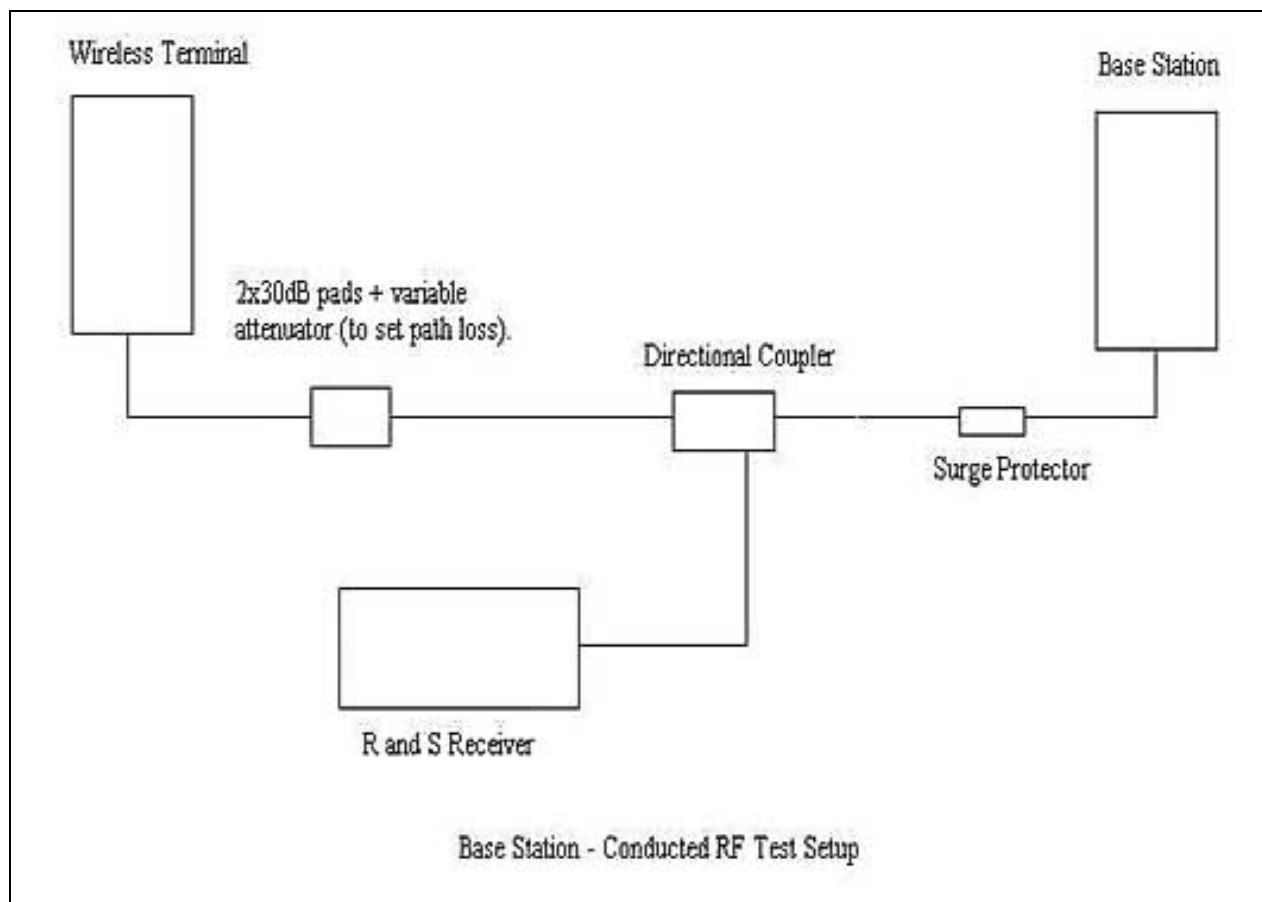 Wireless Terminal
Base Station
2x30dB pads + variable
attenuator (to set path loss).
Directional Coupler
Surge Protector
R and S Receiver
Base Station - Conducted RF Test Setup